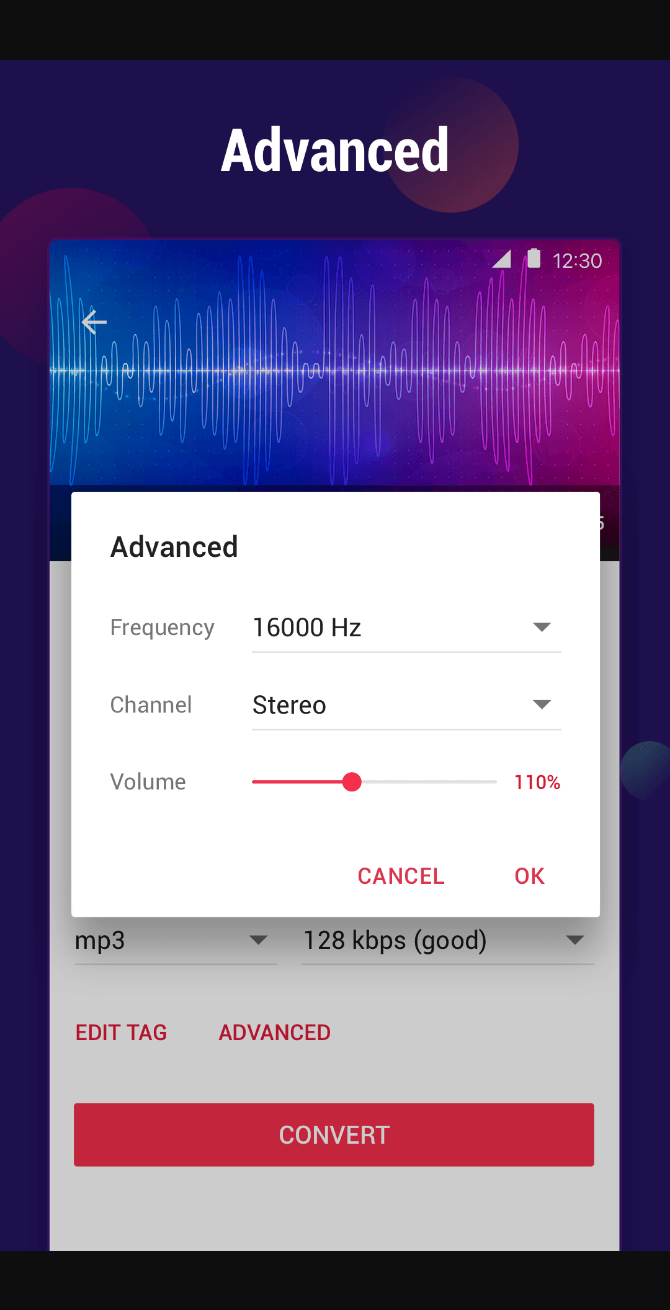 Advanced
12:30
5
Advanced
Frequency 16000 Hz
Channel Stereo
Volume 110%
CANCEL OK
mp3 128 kbps (good)
EDIT TAG ADVANCED
CONVERT